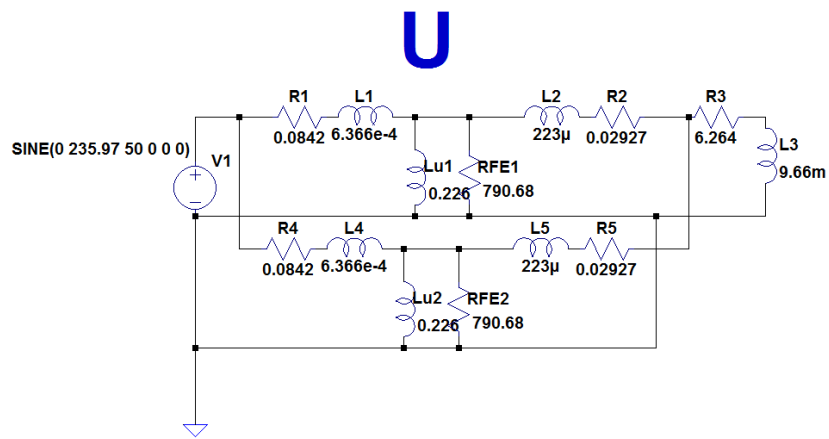 U
R1 L1 L2 R2 R3
0.0842 6.366e-4 223µ 0.02927 6.264
SINE(0 235.97 50 0 0 0) V1 Lu1 RFE1 L3
+ 0.226 790.68 9.66m
R4 L4 L5 R5
0.0842 6.366e-4 223µ 0.02927
Lu2 RFE2
0.226 790.68